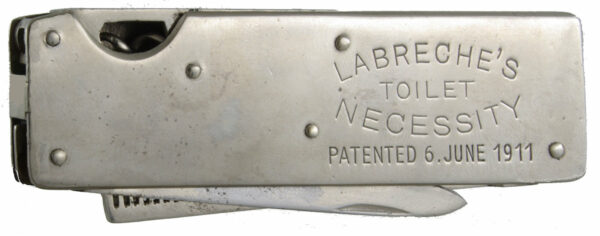 LABRECHE'S
TOILET
NECESSITY
PATENTED 6. JUNE 1911